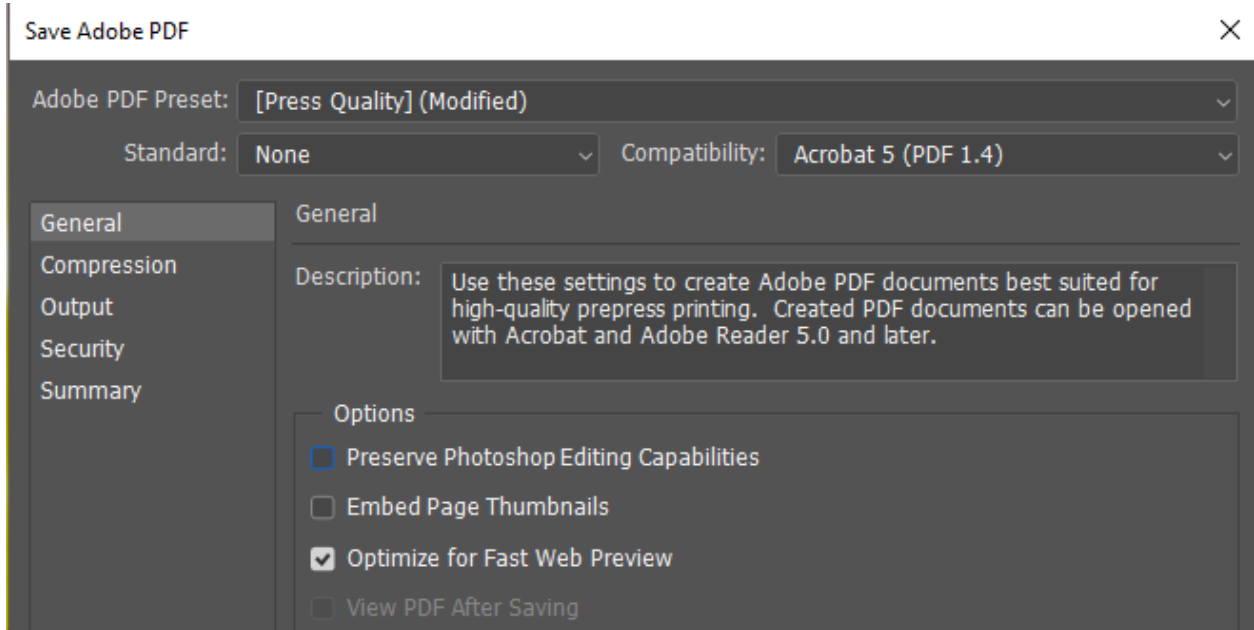 Save Adobe PDF
Adobe PDF Preset: [Press Quality] (Modified)
Standard: None Compatibility: Acrobat 5 (PDF 1.4)
General
Compression
Output
Security
Summary
General
Description: Use these settings to create Adobe PDF documents best suited for
high-quality prepress printing.  Created PDF documents can be opened
with Acrobat and Adobe Reader 5.0 and later.
Options
Preserve Photoshop Editing Capabilities
Embed Page Thumbnails
Optimize for Fast Web Preview
View PDF After Saving